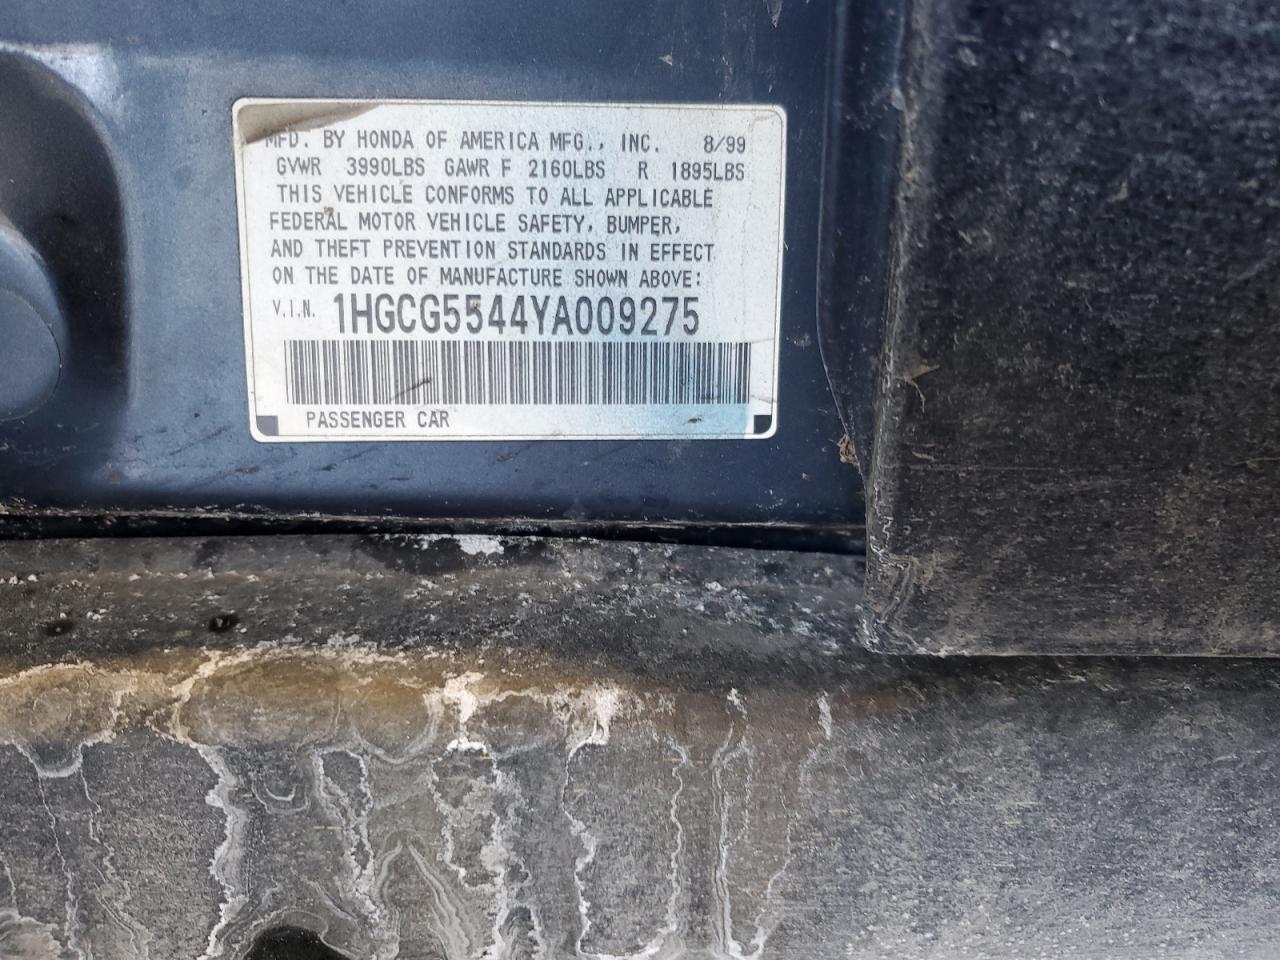 MFD. BY HONDA OF AMERICA MFG., INC. 8/99
GVWR 3990LBS GAWR F 2160LBS R 1895LBS
THIS VEHICLE CONFORMS TO ALL APPLICABLE
FEDERAL MOTOR VEHICLE SAFETY, BUMPER,
AND THEFT PREVENTION STANDARDS IN EFFECT
ON THE DATE OF MANUFACTURE SHOWN ABOVE:
V.I.N. 1HGCG5544YA009275
PASSENGER CAR